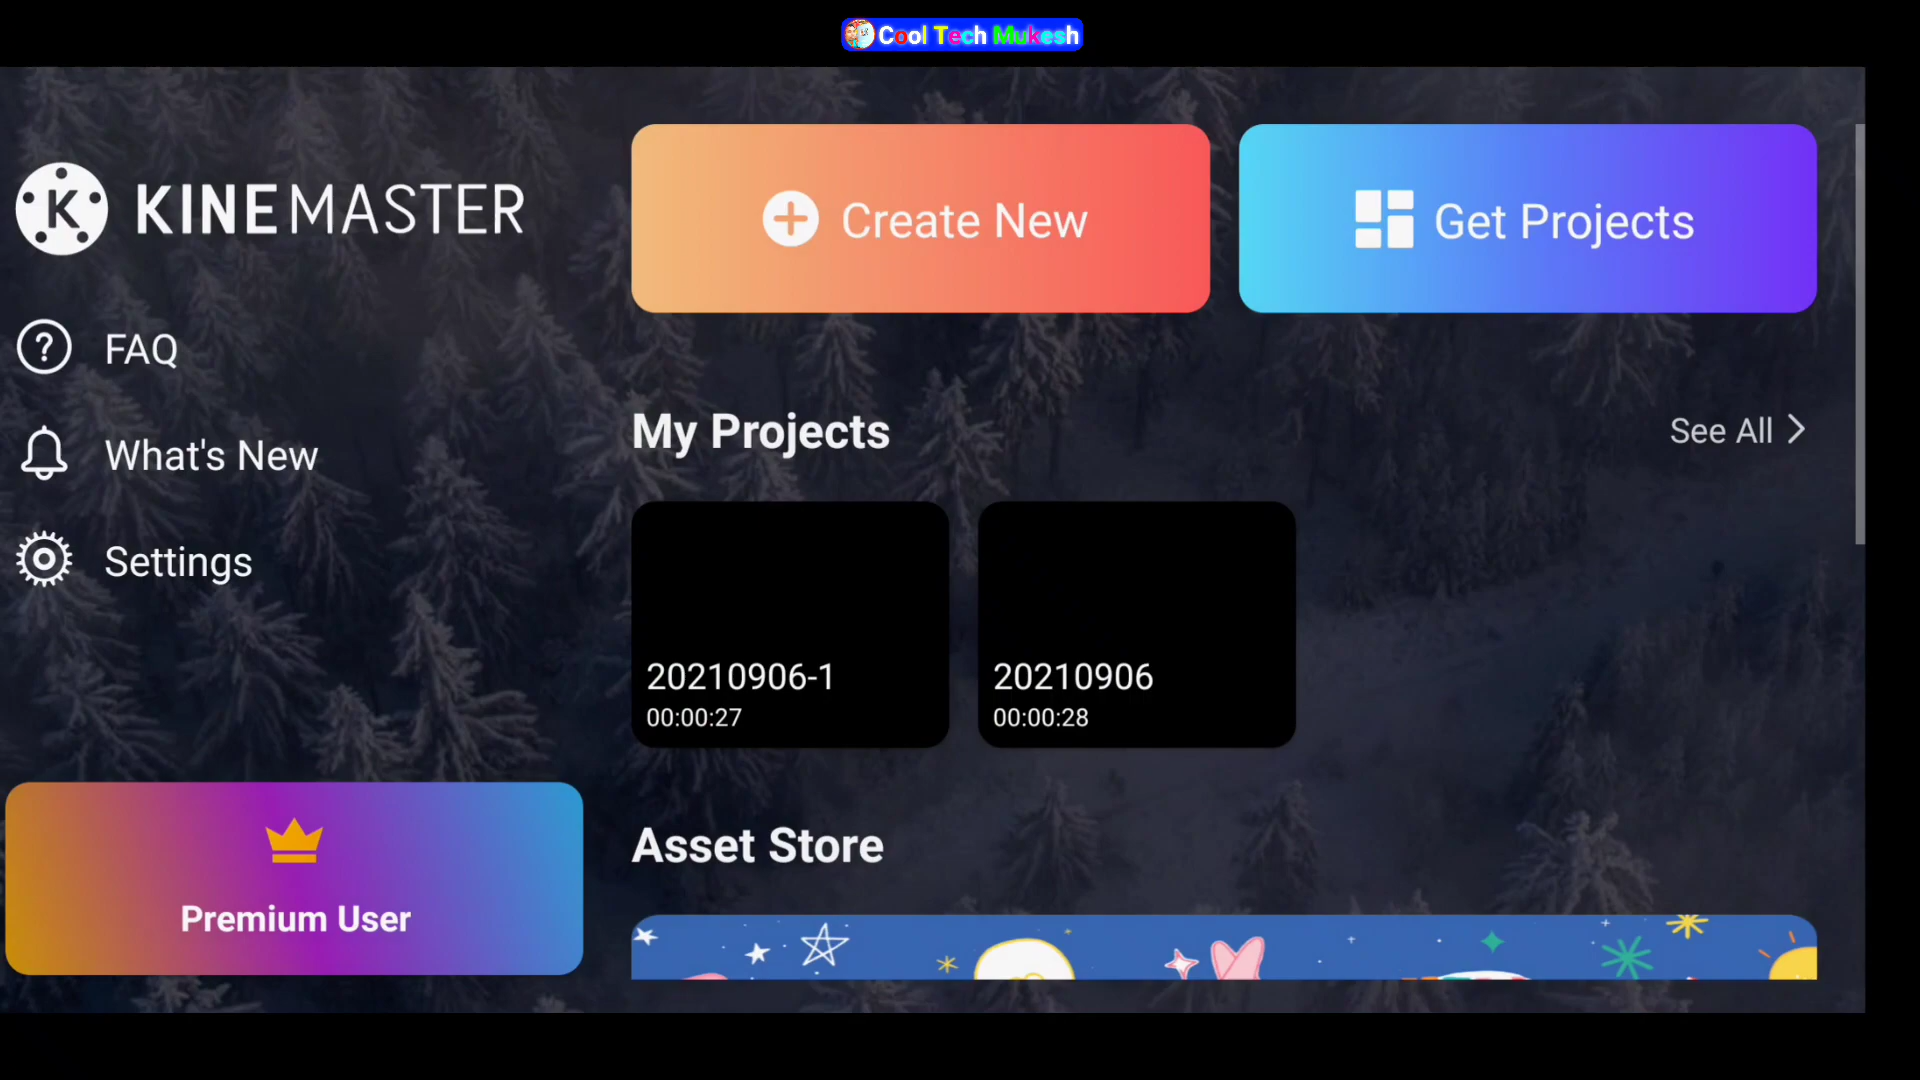 Cool Tech Mukesh
K KINEMASTER
FAQ
What's New
Settings
Premium User
Create New
Get Projects
My Projects
See All
20210906-1
00:00:27
20210906
00:00:28
Asset Store